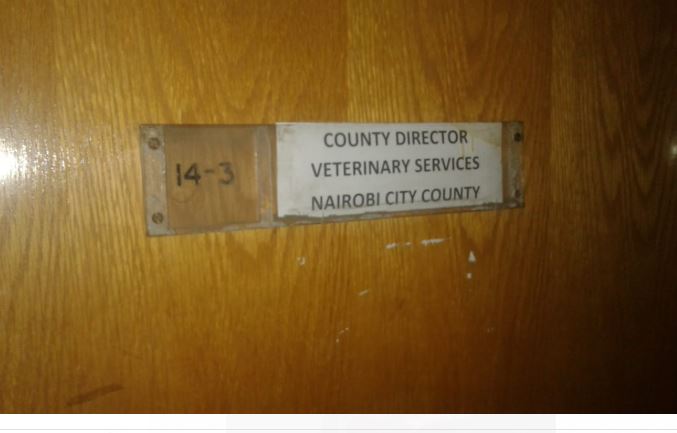 14-3
COUNTY DIRECTOR
VETERINARY SERVICES
NAIROBI CITY COUNTY